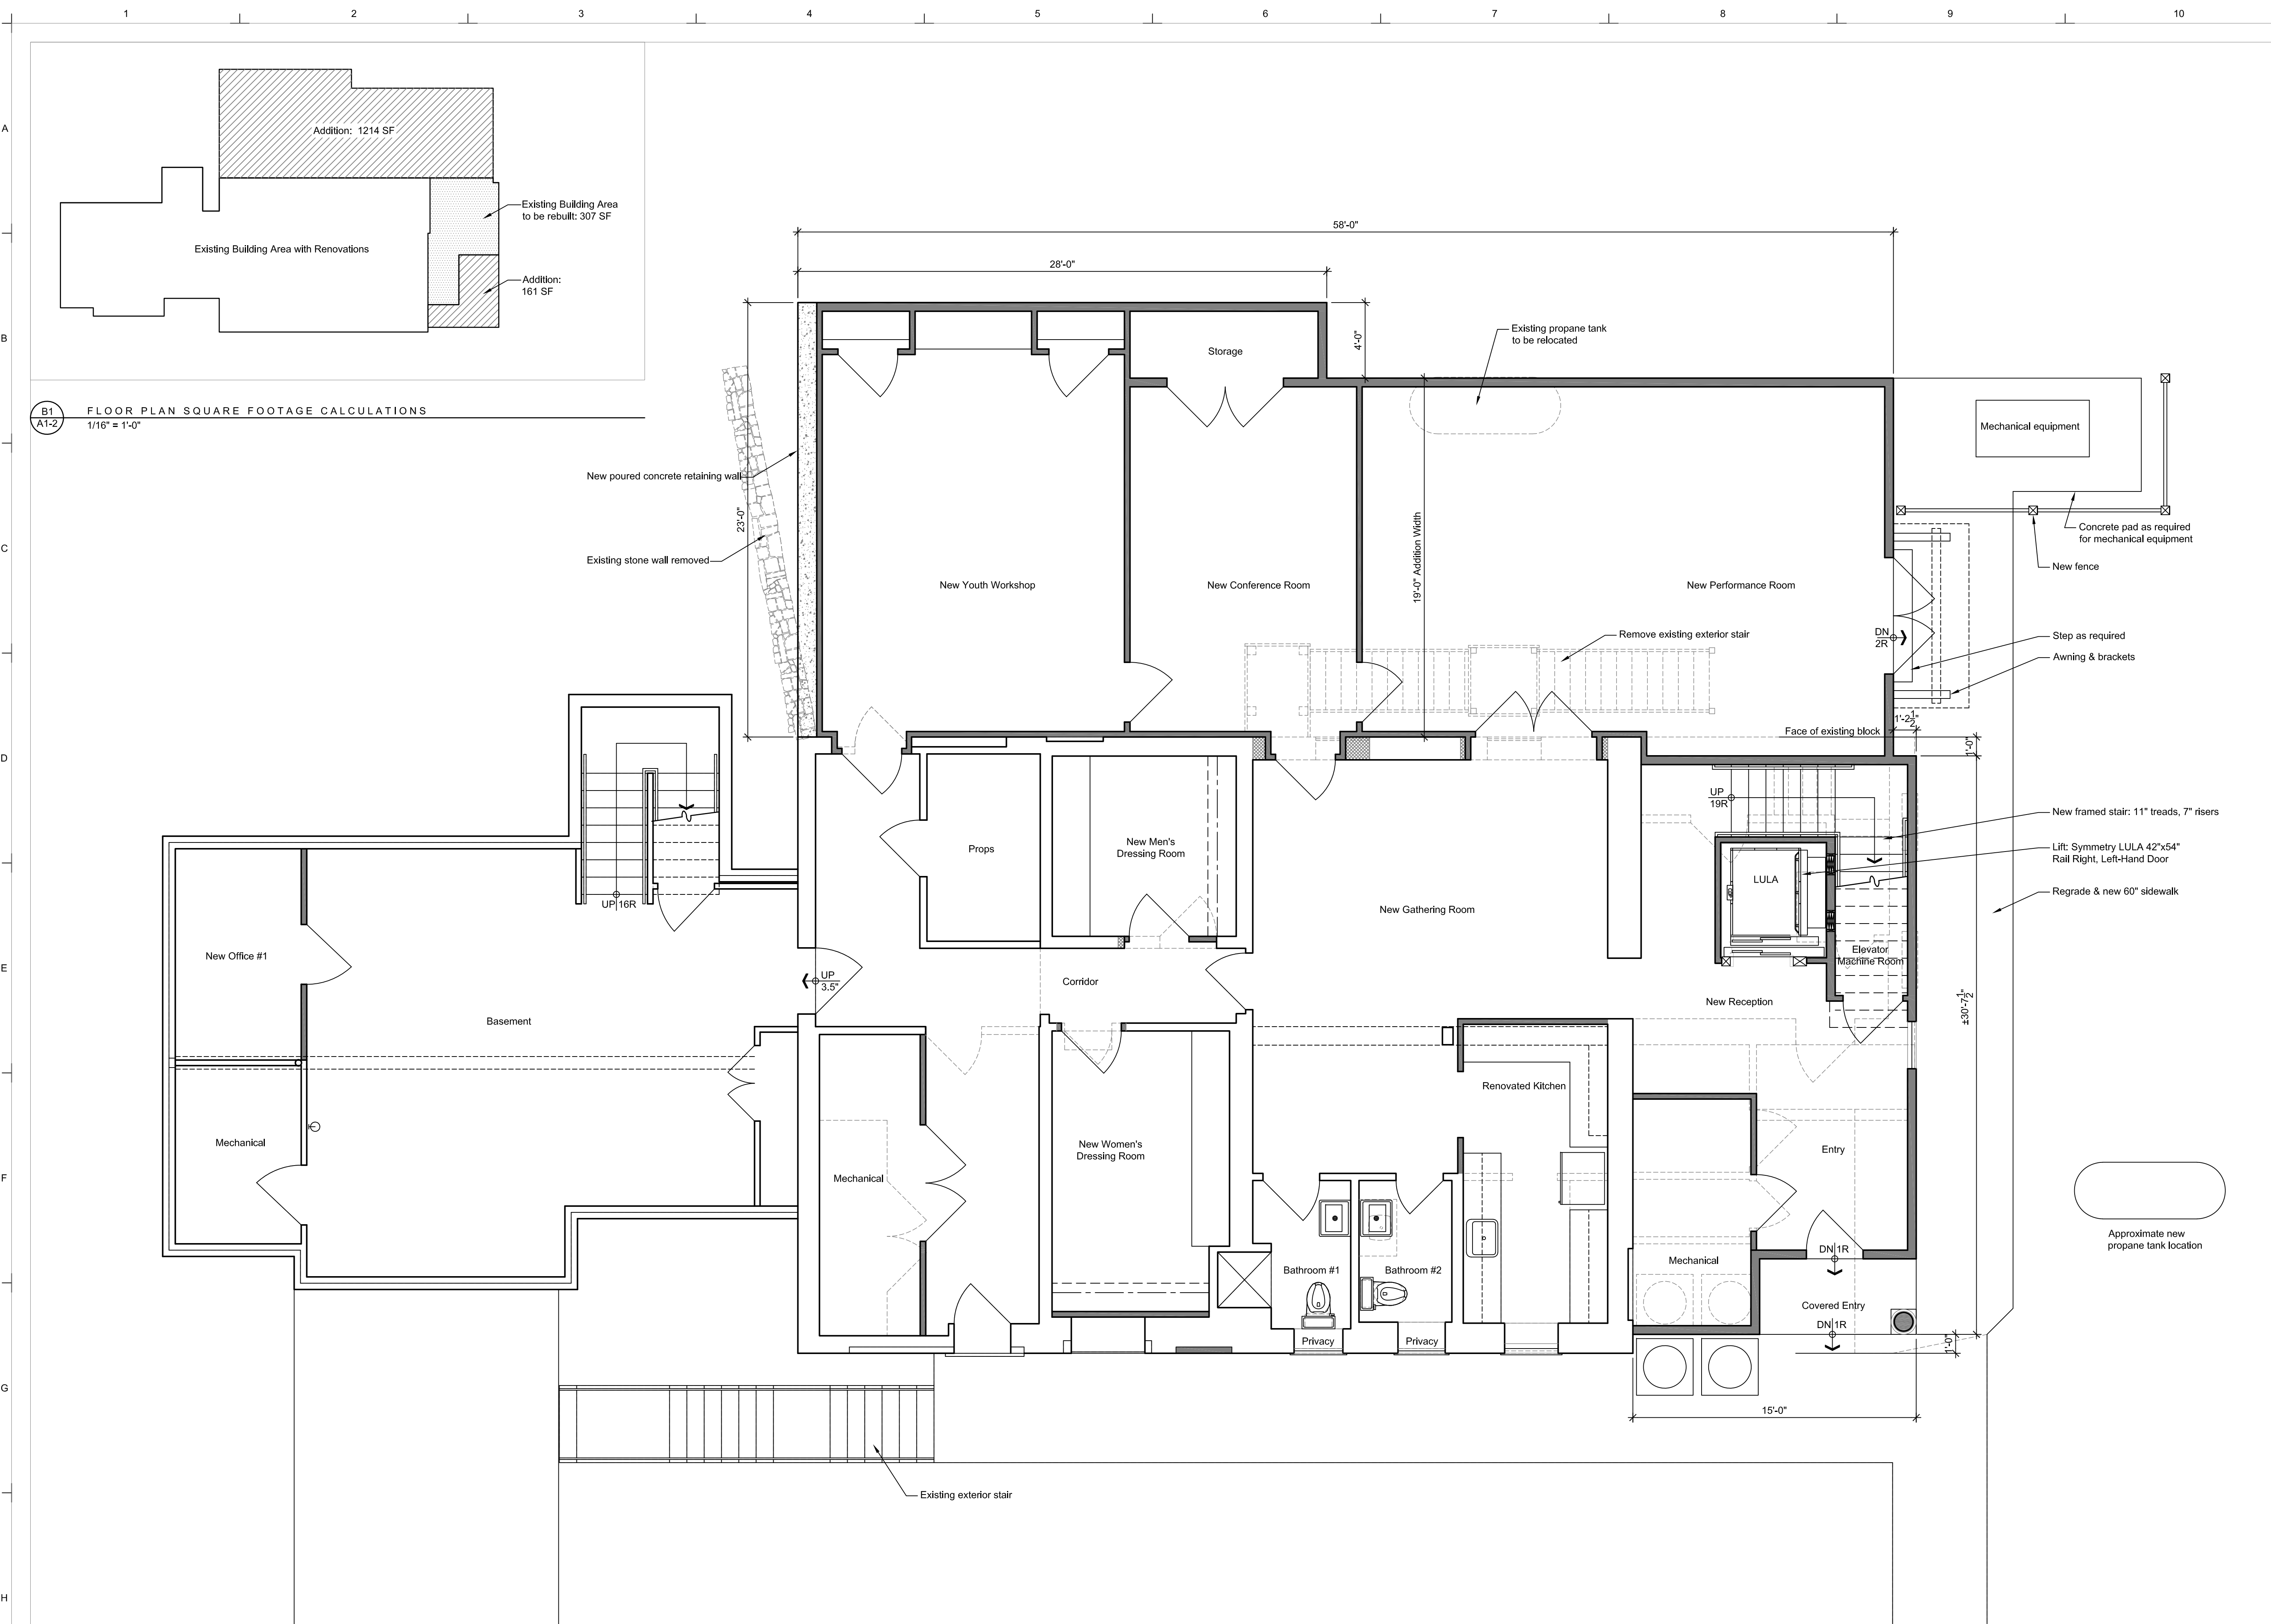 1 2 3 4 5 6 7 8 9 10
A
B
C
D
E
F
G
H
Addition: 1214 SF
Existing Building Area
to be rebuilt: 307 SF
Existing Building Area with Renovations
Addition:
161 SF
B1
A1-2
FLOOR PLAN SQUARE FOOTAGE CALCULATIONS
1/16" = 1'-0"
58'-0"
28'-0"
4'-0"
Existing propane tank
to be relocated
Storage
Mechanical equipment
New poured concrete retaining wall
23'-0"
Existing stone wall removed
19'-0" Addition Width
Concrete pad as required
for mechanical equipment
New fence
New Youth Workshop
New Conference Room
New Performance Room
Remove existing exterior stair
DN
2R
Step as required
Awning & brackets
1'-2 1/2"
Face of existing block
1'-0"
UP
19R
New framed stair: 11" treads, 7" risers
Lift: Symmetry LULA 42"x54"
Rail Right, Left-Hand Door
Regrade & new 60" sidewalk
Props
New Men's
Dressing Room
LULA
UP 16R
New Gathering Room
New Office #1
Elevator
Machine Room
UP
3.5"
Corridor
New Reception
±30'-7 1/2"
Basement
Renovated Kitchen
Mechanical
New Women's
Dressing Room
Entry
Mechanical
Approximate new
propane tank location
DN 1R
Bathroom #1
Bathroom #2
Mechanical
Covered Entry
DN 1R
Privacy
Privacy
1'-0"
15'-0"
Existing exterior stair